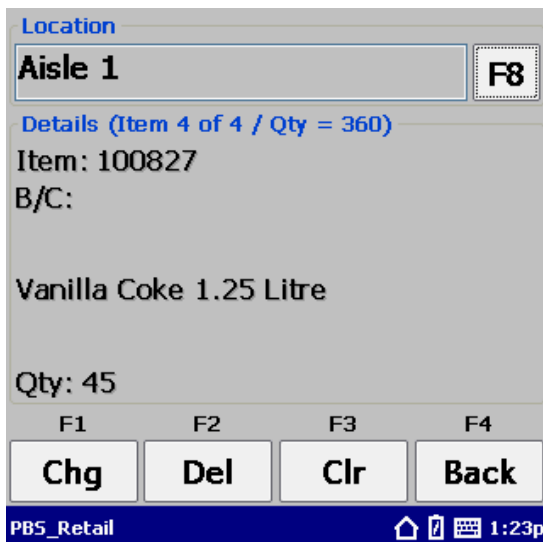 Location
Aisle 1
F8
Details (Item 4 of 4 / Qty = 360)
Item: 100827
B/C:
Vanilla Coke 1.25 Litre
Qty: 45
F1 F2 F3 F4
Chg Del Clr Back
PBS_Retail 1:23p